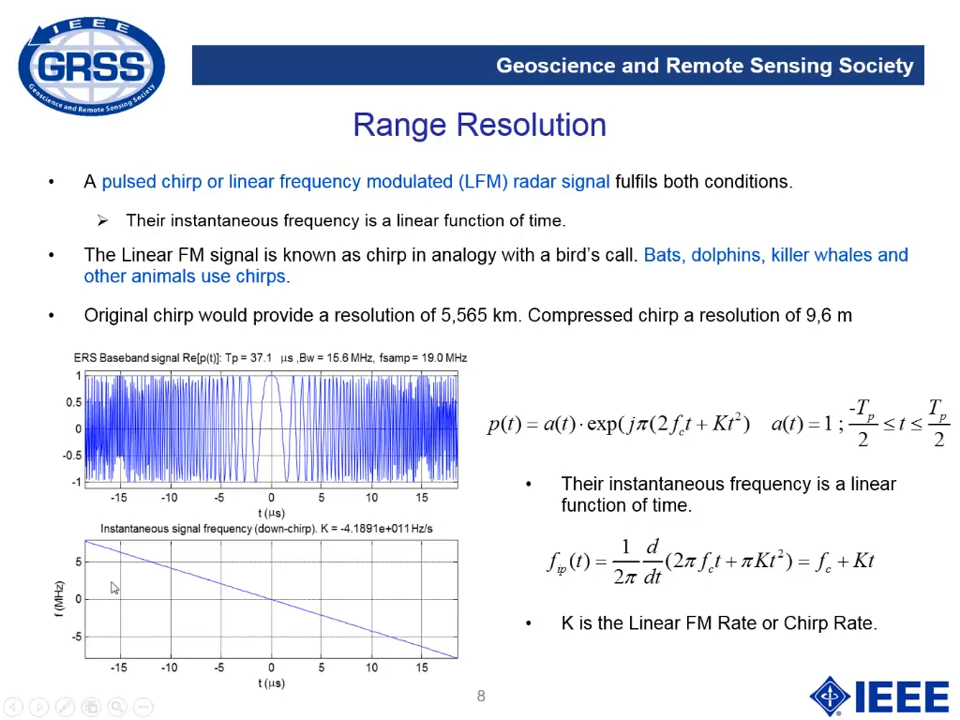 IEEE
GRSS
Geoscience and Remote Sensing Society
Geoscience and Remote Sensing Society
Range Resolution
• A pulsed chirp or linear frequency modulated (LFM) radar signal fulfils both conditions.
➢ Their instantaneous frequency is a linear function of time.
• The Linear FM signal is known as chirp in analogy with a bird's call. Bats, dolphins, killer whales and
other animals use chirps.
• Original chirp would provide a resolution of 5,565 km. Compressed chirp a resolution of 9,6 m
ERS Baseband signal Re[p(t)]: Tp = 37.1 μs ,Bw = 15.6 MHz, fsamp = 19.0 MHz
1
0.5
0
-0.5
-1
-15 -10 -5 0 5 10 15
t (μs)
Instantaneous signal frequency (down-chirp). K = -4.1891e+011 Hz/s
f (MHz)
5
0
-5
-15 -10 -5 0 5 10 15
t (μs)
p(t) = a(t) · exp( jπ(2 f_c t + Kt²) a(t) = 1 ; -T_p/2 ≤ t ≤ T_p/2
• Their instantaneous frequency is a linear
function of time.
f_tp(t) = 1/2π d/dt (2π f_c t + πKt²) = f_c + Kt
• K is the Linear FM Rate or Chirp Rate.
8
IEEE